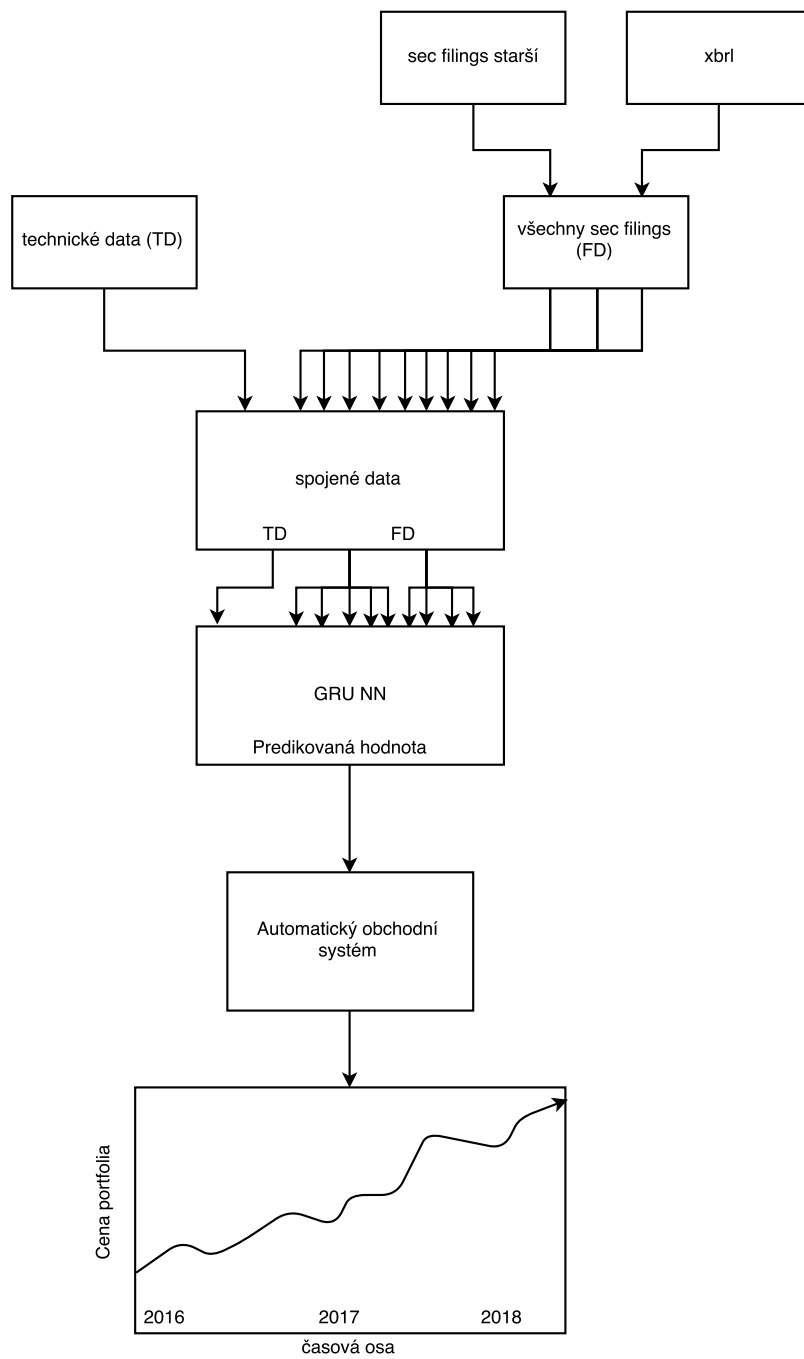 sec filings starší
xbrl
technické data (TD)
všechny sec filings
(FD)
spojené data
TD
FD
GRU NN
Predikovaná hodnota
Automatický obchodní
systém
Cena portfolia
2016
2017
2018
časová osa